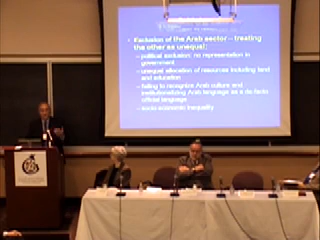 • Exclusion of the Arab sector – treating
the other as unequal:
– political exclusion: no representation in
government
– unequal allocation of resources including land
and education
– failing to recognize Arab culture and
institutionalizing Arab language as a de-facto
official language
– socio-economic inequality